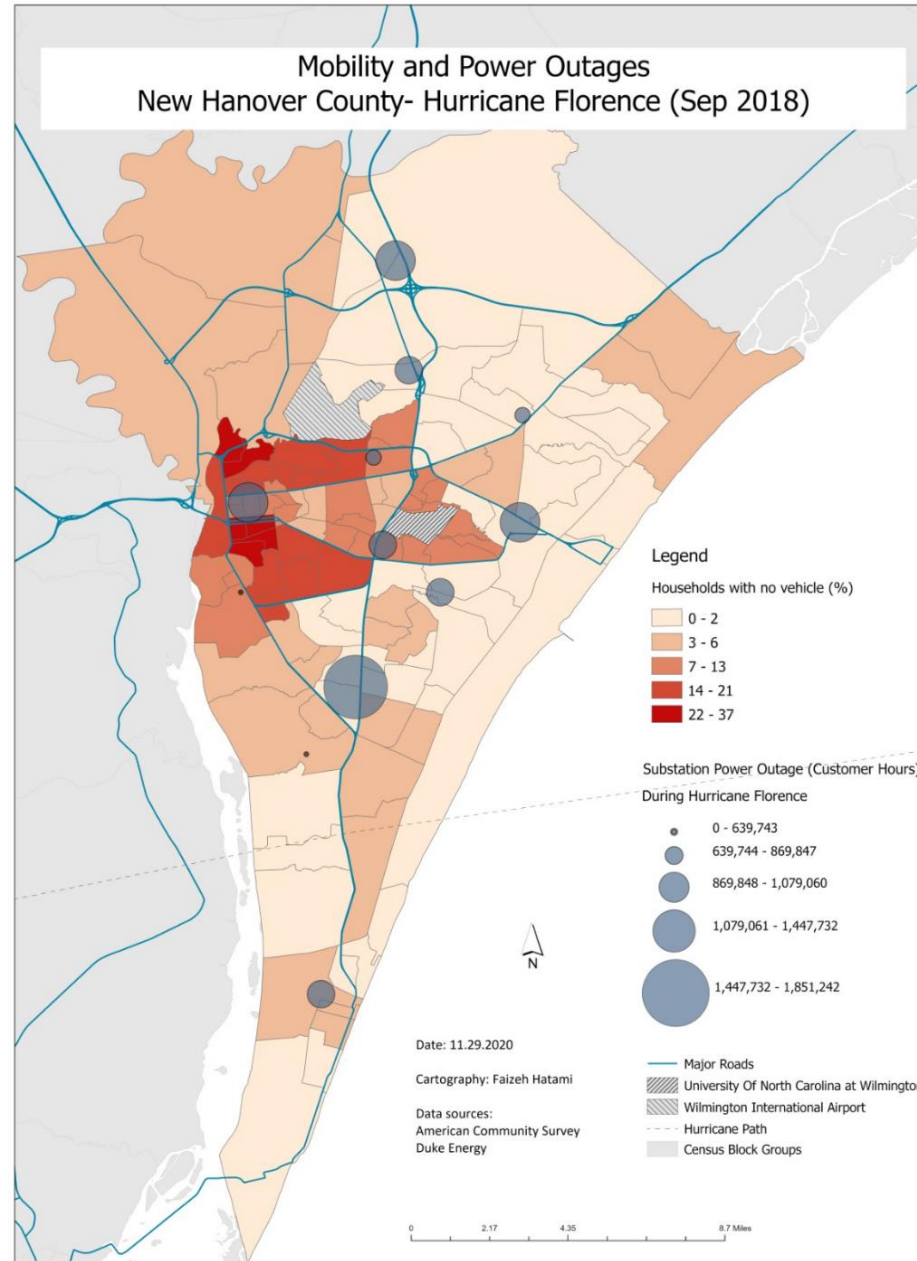 Mobility and Power Outages
New Hanover County- Hurricane Florence (Sep 2018)
Legend
Households with no vehicle (%)
0 - 2
3 - 6
7 - 13
14 - 21
22 - 37
Substation Power Outage (Customer Hours)
During Hurricane Florence
0 - 639,743
639,744 - 869,847
869,848 - 1,079,060
1,079,061 - 1,447,732
1,447,732 - 1,851,242
N
Date: 11.29.2020
Cartography: Faizeh Hatami
Data sources:
American Community Survey
Duke Energy
Major Roads
University Of North Carolina at Wilmington
Wilmington International Airport
Hurricane Path
Census Block Groups
0 2.17 4.35 8.7 Miles